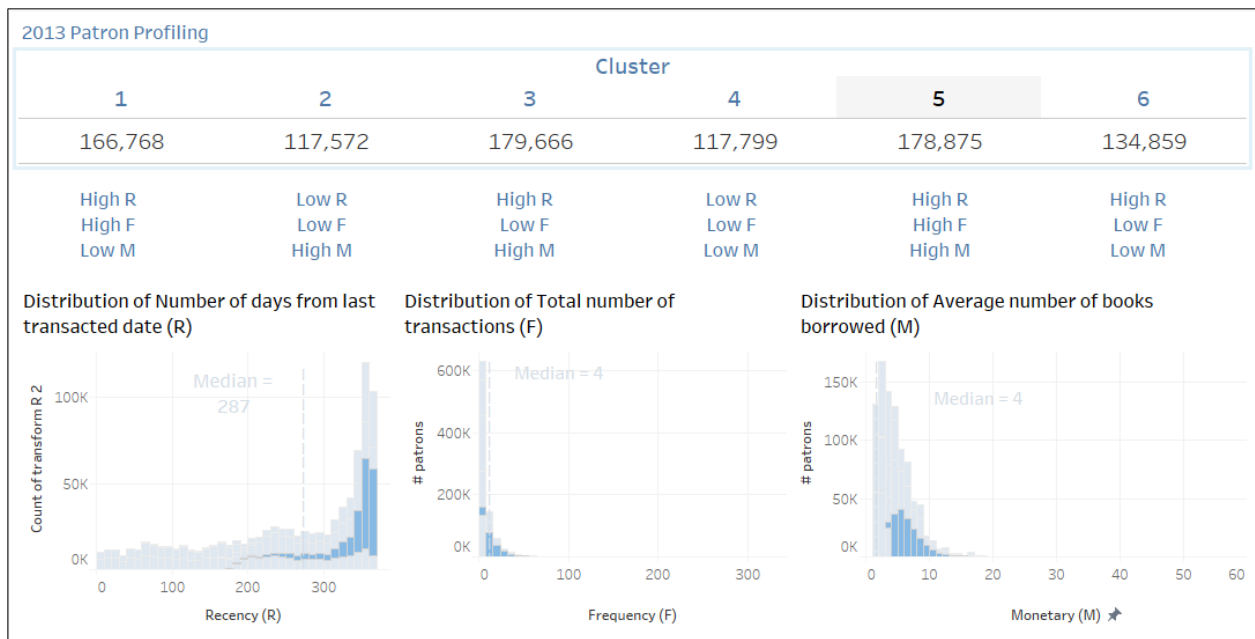 2013 Patron Profiling
Cluster
1 2 3 4 5 6
166,768 117,572 179,666 117,799 178,875 134,859
High R Low R High R Low R High R High R
High F Low F Low F Low F High F Low F
Low M High M High M Low M High M Low M
Distribution of Number of days from last
transacted date (R)
Median =
287
100K
50K
0K
Count of transform R 2
0 100 200 300
Recency (R)
Distribution of Total number of
transactions (F)
Median = 4
600K
400K
200K
0K
# patrons
0 100 200 300
Frequency (F)
Distribution of Average number of books
borrowed (M)
Median = 4
150K
100K
50K
0K
# patrons
0 10 20 30 40 50 60
Monetary (M)